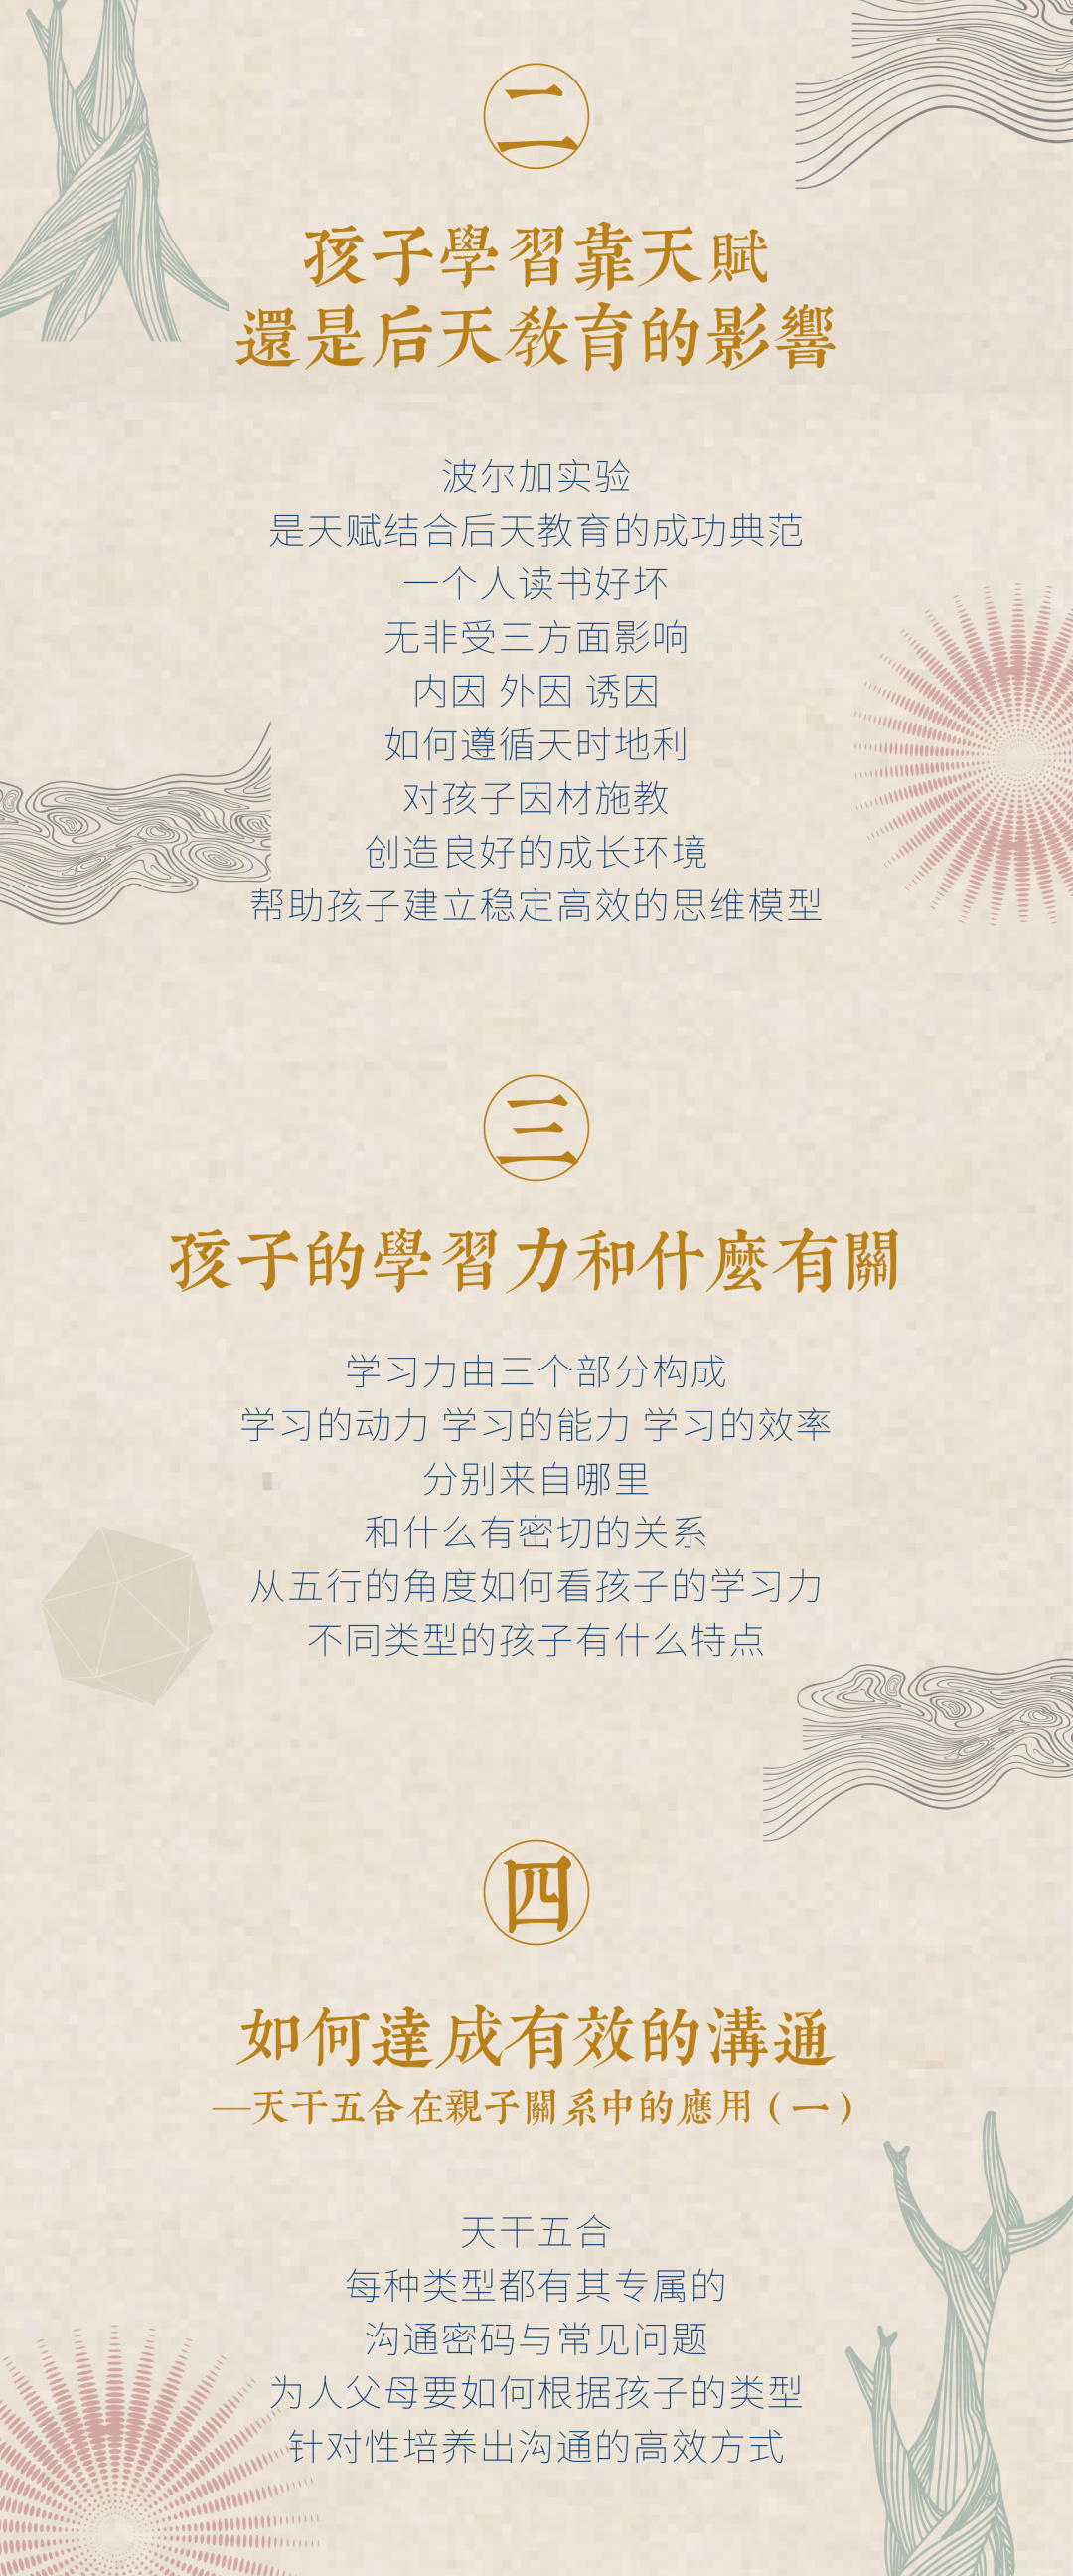 二
孩子學習靠天賦
還是后天教育的影響
波尔加实验
是天赋结合后天教育的成功典范
一个人读书好坏
无非受三方面影响
内因 外因 诱因
如何遵循天时地利
对孩子因材施教
创造良好的成长环境
帮助孩子建立稳定高效的思维模型
三
孩子的學習力和什麼有關
学习力由三个部分构成
学习的动力 学习的能力 学习的效率
分别来自哪里
和什么有密切的关系
从五行的角度如何看孩子的学习力
不同类型的孩子有什么特点
四
如何達成有效的溝通
—天干五合在親子關系中的應用（一）
天干五合
每种类型都有其专属的
沟通密码与常见问题
为人父母要如何根据孩子的类型
针对性培养出沟通的高效方式